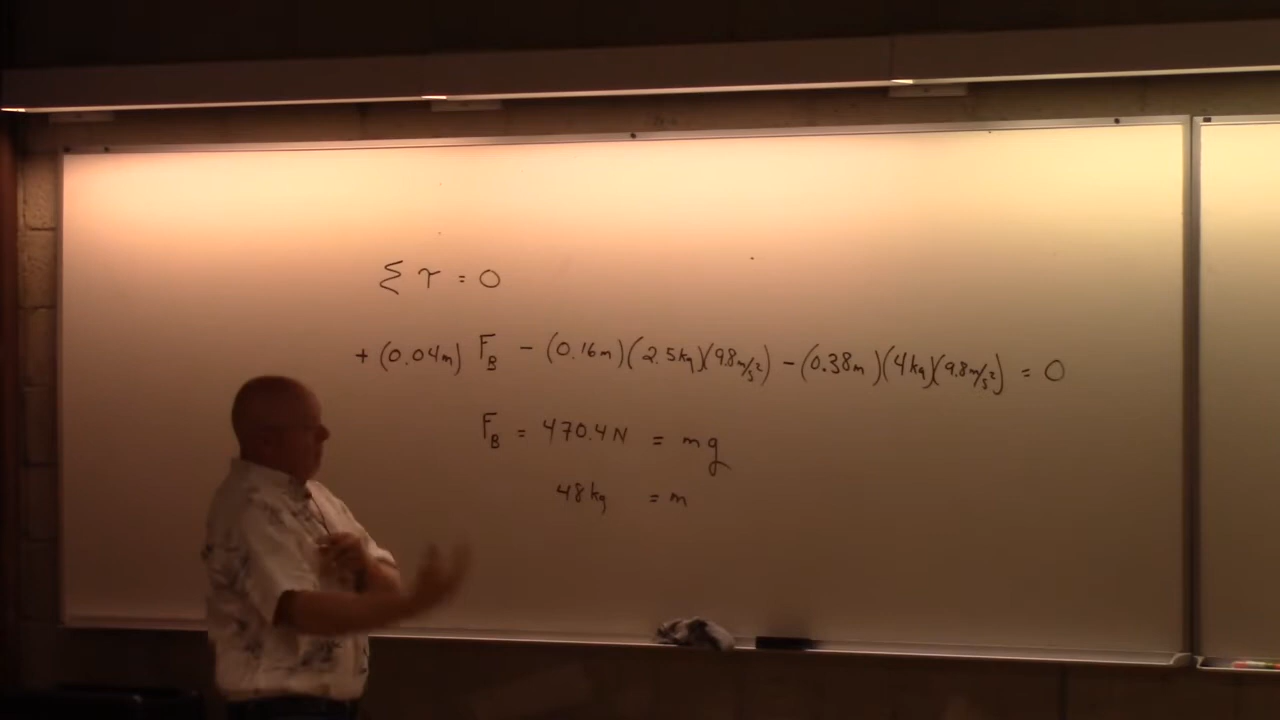 Σ τ = 0
+ (0.04m) F_B - (0.16m)(2.5kg)(9.8m/s²) - (0.38m)(4kg)(9.8m/s²) = 0
F_B = 470.4N = mg
48kg = m